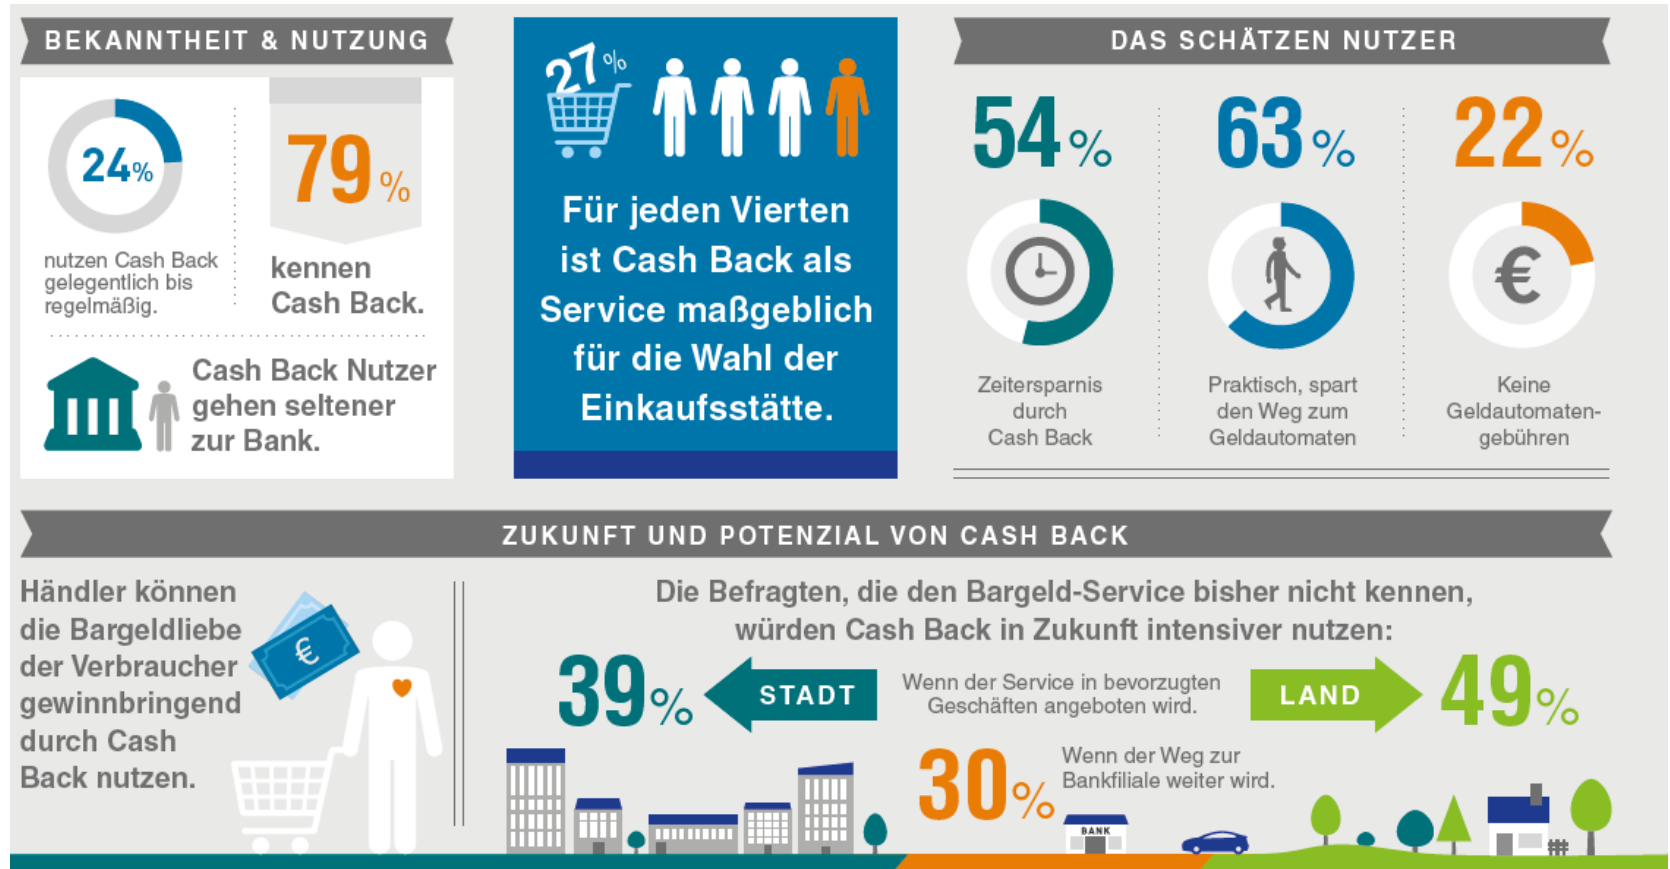 BEKANNTHEIT & NUTZUNG
24%
nutzen Cash Back
gelegentlich bis
regelmäßig.
79%
kennen
Cash Back.
Cash Back Nutzer
gehen seltener
zur Bank.
27%
Für jeden Vierten
ist Cash Back als
Service maßgeblich
für die Wahl der
Einkaufsstätte.
DAS SCHÄTZEN NUTZER
54%
Zeitersparnis
durch
Cash Back
63%
Praktisch, spart
den Weg zum
Geldautomaten
22%
€
Keine
Geldautomaten-
gebühren
ZUKUNFT UND POTENZIAL VON CASH BACK
Händler können
die Bargeldliebe
der Verbraucher
gewinnbringend
durch Cash
Back nutzen.
€
Die Befragten, die den Bargeld-Service bisher nicht kennen,
würden Cash Back in Zukunft intensiver nutzen:
39%
STADT
Wenn der Service in bevorzugten
Geschäften angeboten wird.
LAND
49%
30%
Wenn der Weg zur
Bankfiliale weiter wird.
BANK